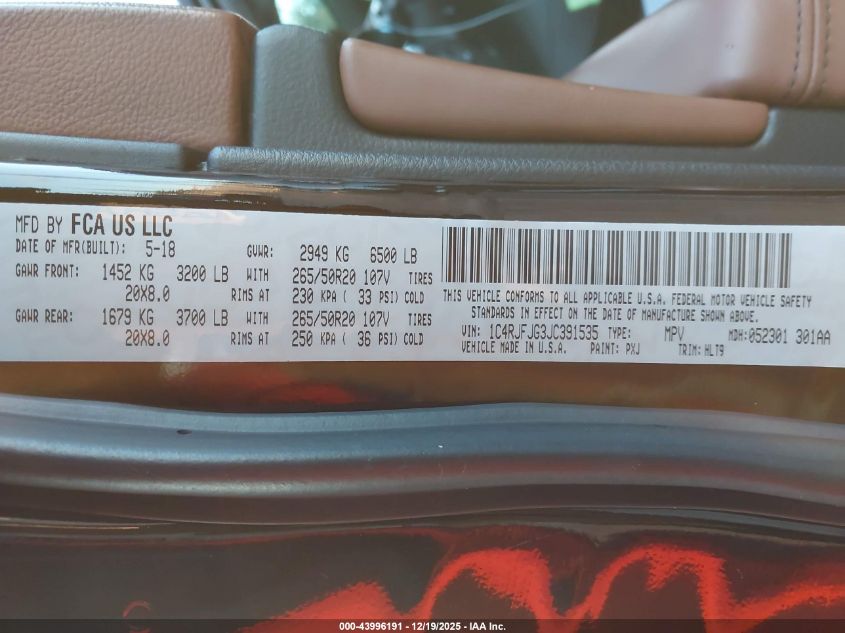 MFD BY FCA US LLC
DATE OF MFR(BUILT): 5-18 GVWR: 2949 KG 6500 LB
GAWR FRONT: 1452 KG 3200 LB WITH 265/50R20 107V TIRES
20X8.0 RIMS AT 230 KPA ( 33 PSI) COLD
GAWR REAR: 1679 KG 3700 LB WITH 265/50R20 107V TIRES
20X8.0 RIMS AT 250 KPA ( 36 PSI) COLD
THIS VEHICLE CONFORMS TO ALL APPLICABLE U.S.A. FEDERAL MOTOR VEHICLE SAFETY
STANDARDS IN EFFECT ON THE DATE OF MANUFACTURE SHOWN ABOVE.
VIN: 1C4RJFJG3JC391535 TYPE: MPV MDH:052301 301AA
VEHICLE MADE IN U.S.A. PAINT: PXJ TRIM: HLT9
000-43996191 - 12/19/2025 - IAA Inc.